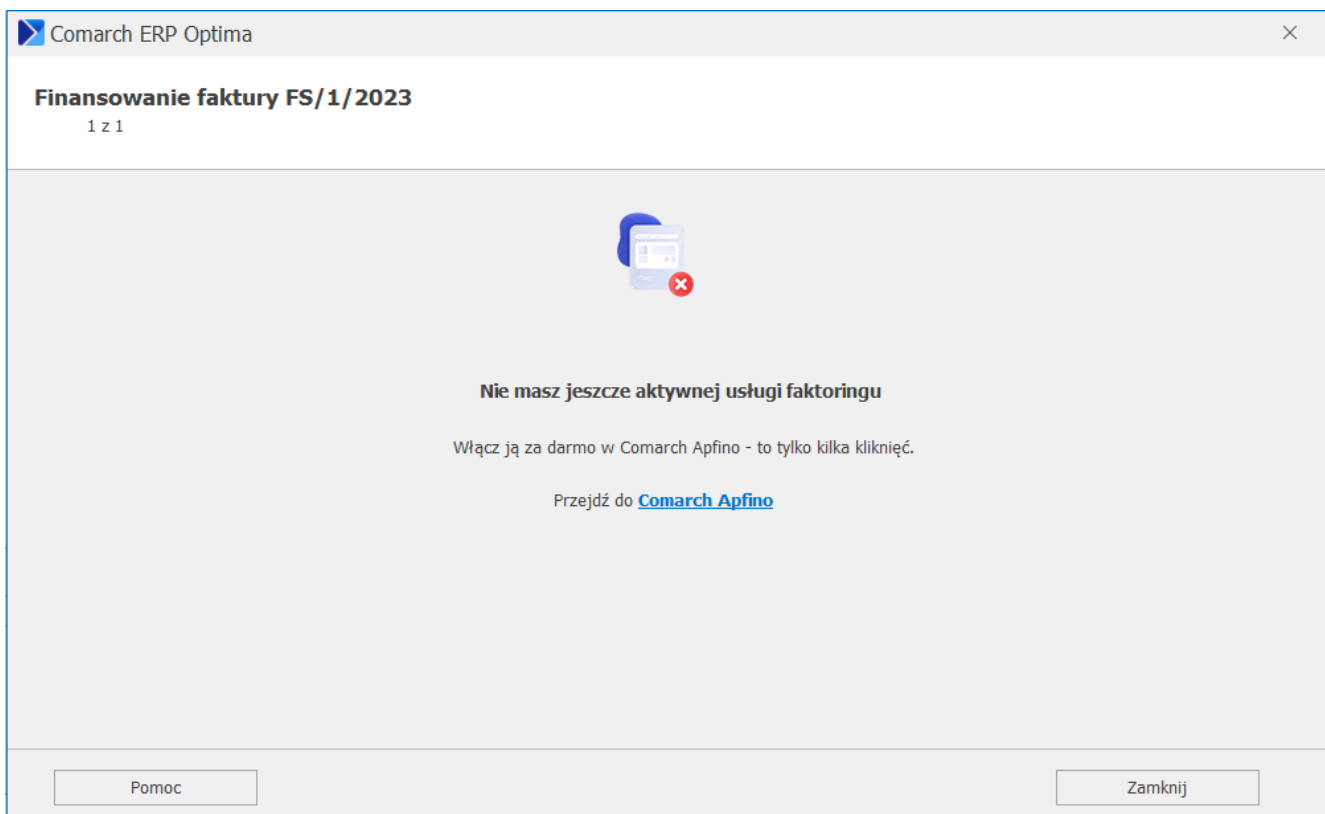 Comarch ERP Optima
Finansowanie faktury FS/1/2023
1 z 1
Nie masz jeszcze aktywnej usługi faktoringu
Włącz ją za darmo w Comarch Apfino - to tylko kilka kliknięć.
Przejdź do Comarch Apfino
Pomoc
Zamknij